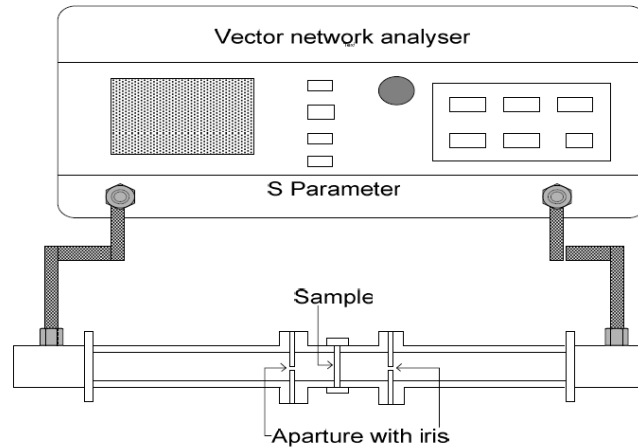 Vector network analyser
S Parameter
Sample
Aparture with iris